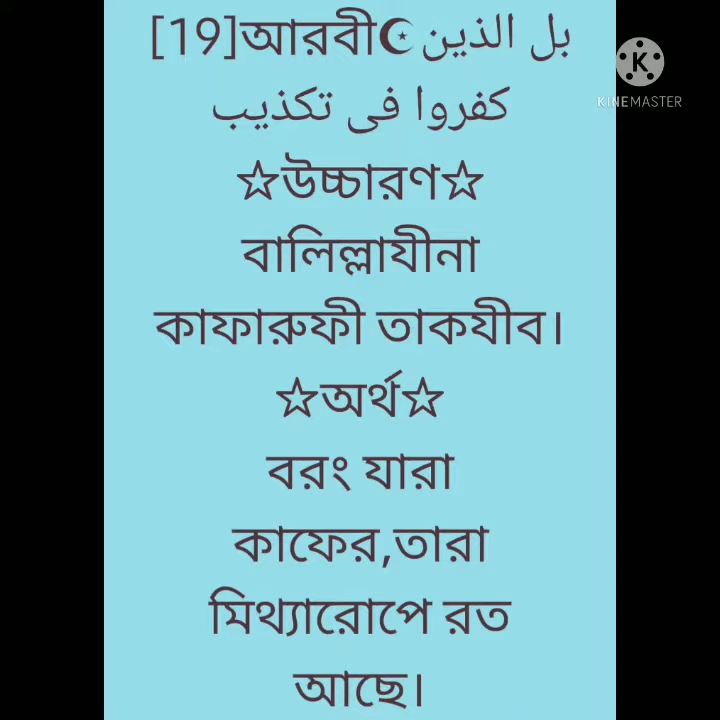 [19]আরবী☪بل الذين
كفروا فى تكذيب
☆উচ্চারণ☆
বালিল্লাযীনা
কাফারুফী তাকযীব।
☆অর্থ☆
বরং যারা
কাফের,তারা
মিথ্যারোপে রত
আছে।
K
KINEMASTER